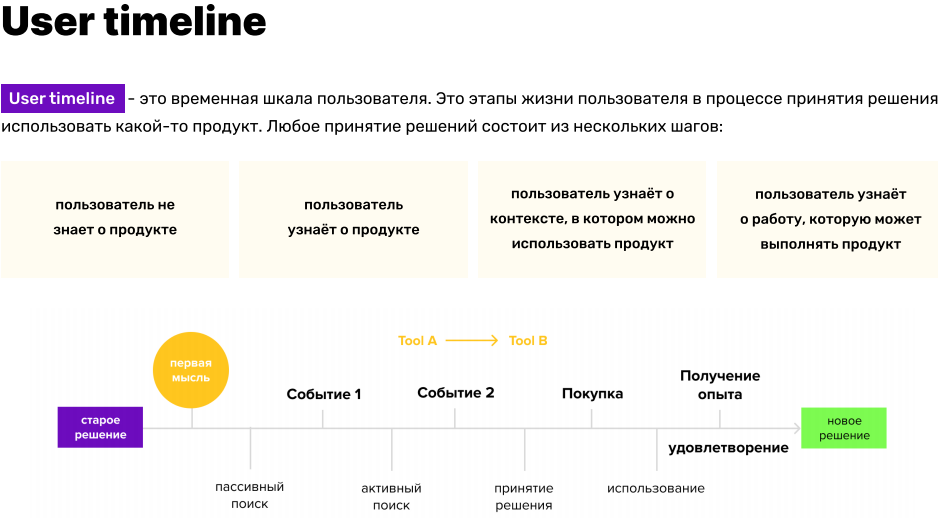 User timeline
User timeline - это временная шкала пользователя. Это этапы жизни пользователя в процессе принятия решения
использовать какой-то продукт. Любое принятие решений состоит из нескольких шагов:
пользователь не
знает о продукте
пользователь
узнаёт о продукте
пользователь узнаёт о
контексте, в котором можно
использовать продукт
пользователь узнаёт
о работу, которую может
выполнять продукт
Tool A
Tool B
первая
мысль
Событие 1
Событие 2
Покупка
Получение
опыта
старое
решение
новое
решение
удовлетворение
пассивный
поиск
активный
поиск
принятие
решения
использование